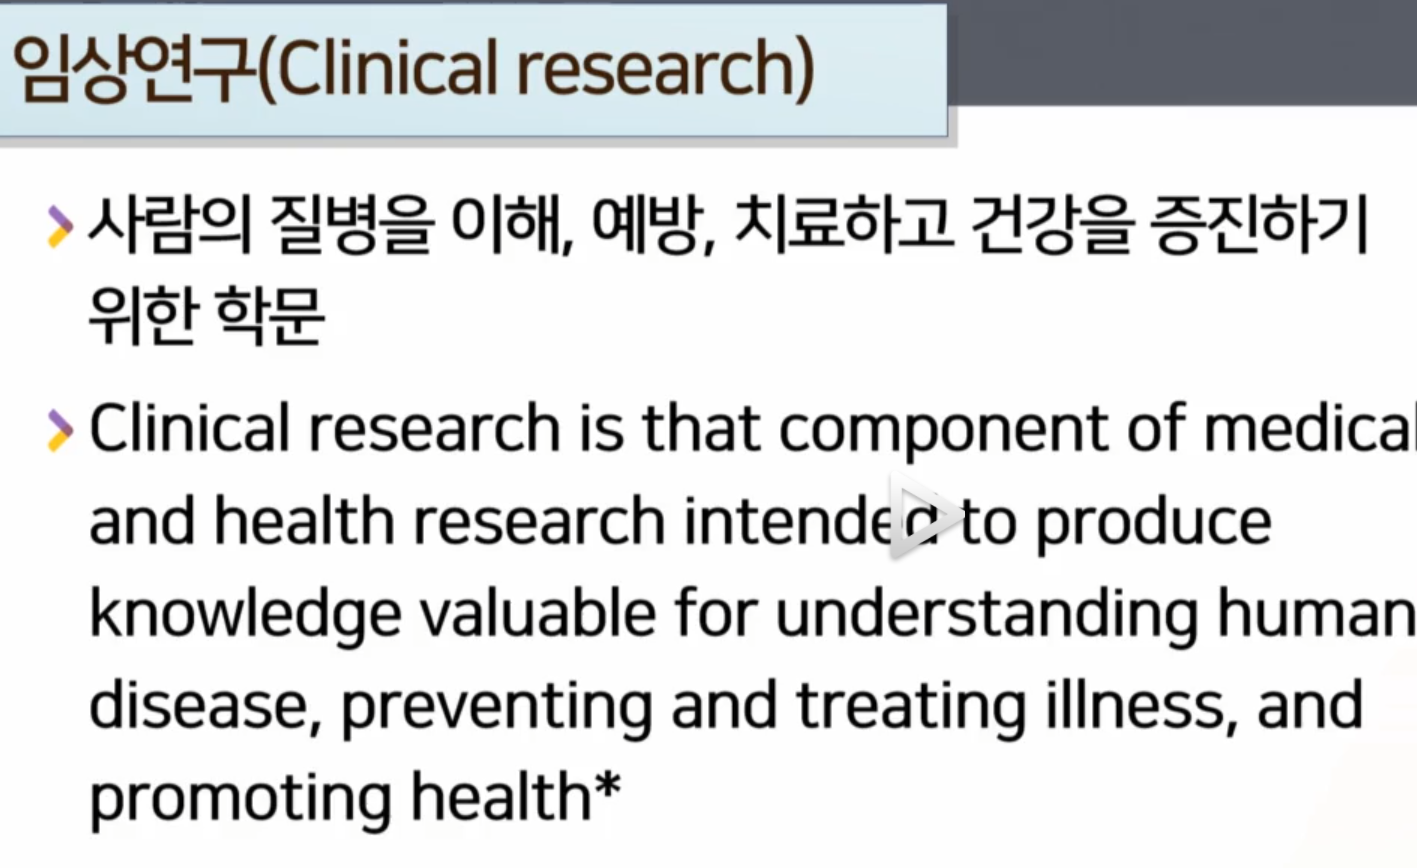 임상연구(Clinical research)
사람의 질병을 이해, 예방, 치료하고 건강을 증진하기
위한 학문
Clinical research is that component of medical
and health research intended to produce
knowledge valuable for understanding human
disease, preventing and treating illness, and
promoting health*